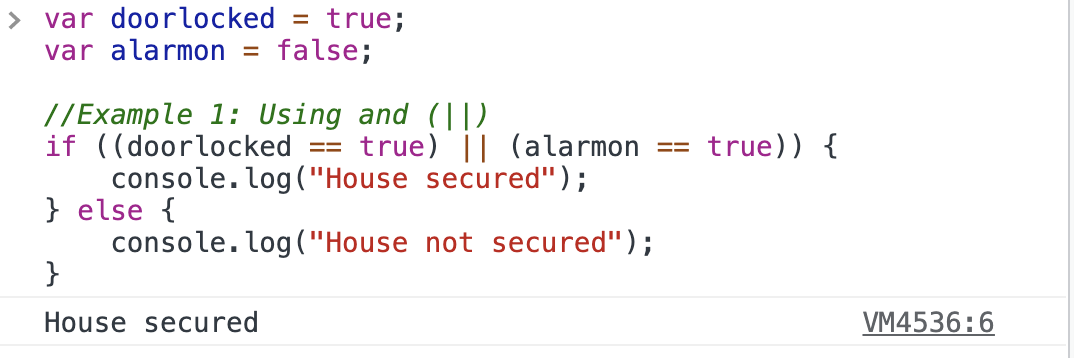 > var doorlocked = true;
var alarmon = false;

//Example 1: Using and (||)
if ((doorlocked == true) || (alarmon == true)) {
    console.log("House secured");
} else {
    console.log("House not secured");
}
House secured VM4536:6